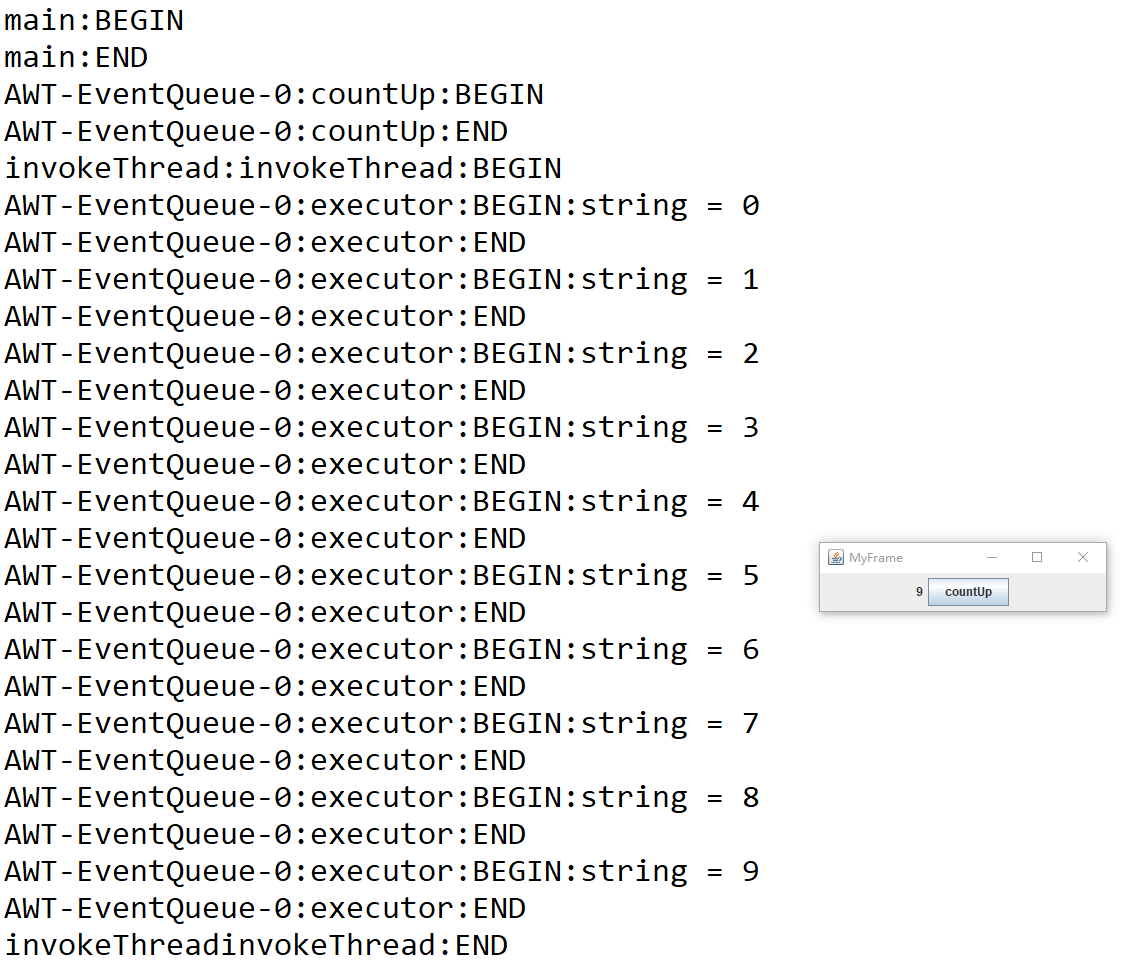 main:BEGIN
main:END
AWT-EventQueue-0:countUp:BEGIN
AWT-EventQueue-0:countUp:END
invokeThread:invokeThread:BEGIN
AWT-EventQueue-0:executor:BEGIN:string = 0
AWT-EventQueue-0:executor:END
AWT-EventQueue-0:executor:BEGIN:string = 1
AWT-EventQueue-0:executor:END
AWT-EventQueue-0:executor:BEGIN:string = 2
AWT-EventQueue-0:executor:END
AWT-EventQueue-0:executor:BEGIN:string = 3
AWT-EventQueue-0:executor:END
AWT-EventQueue-0:executor:BEGIN:string = 4
AWT-EventQueue-0:executor:END
AWT-EventQueue-0:executor:BEGIN:string = 5
AWT-EventQueue-0:executor:END
AWT-EventQueue-0:executor:BEGIN:string = 6
AWT-EventQueue-0:executor:END
AWT-EventQueue-0:executor:BEGIN:string = 7
AWT-EventQueue-0:executor:END
AWT-EventQueue-0:executor:BEGIN:string = 8
AWT-EventQueue-0:executor:END
AWT-EventQueue-0:executor:BEGIN:string = 9
AWT-EventQueue-0:executor:END
invokeThreadinvokeThread:END
MyFrame
9 countUp